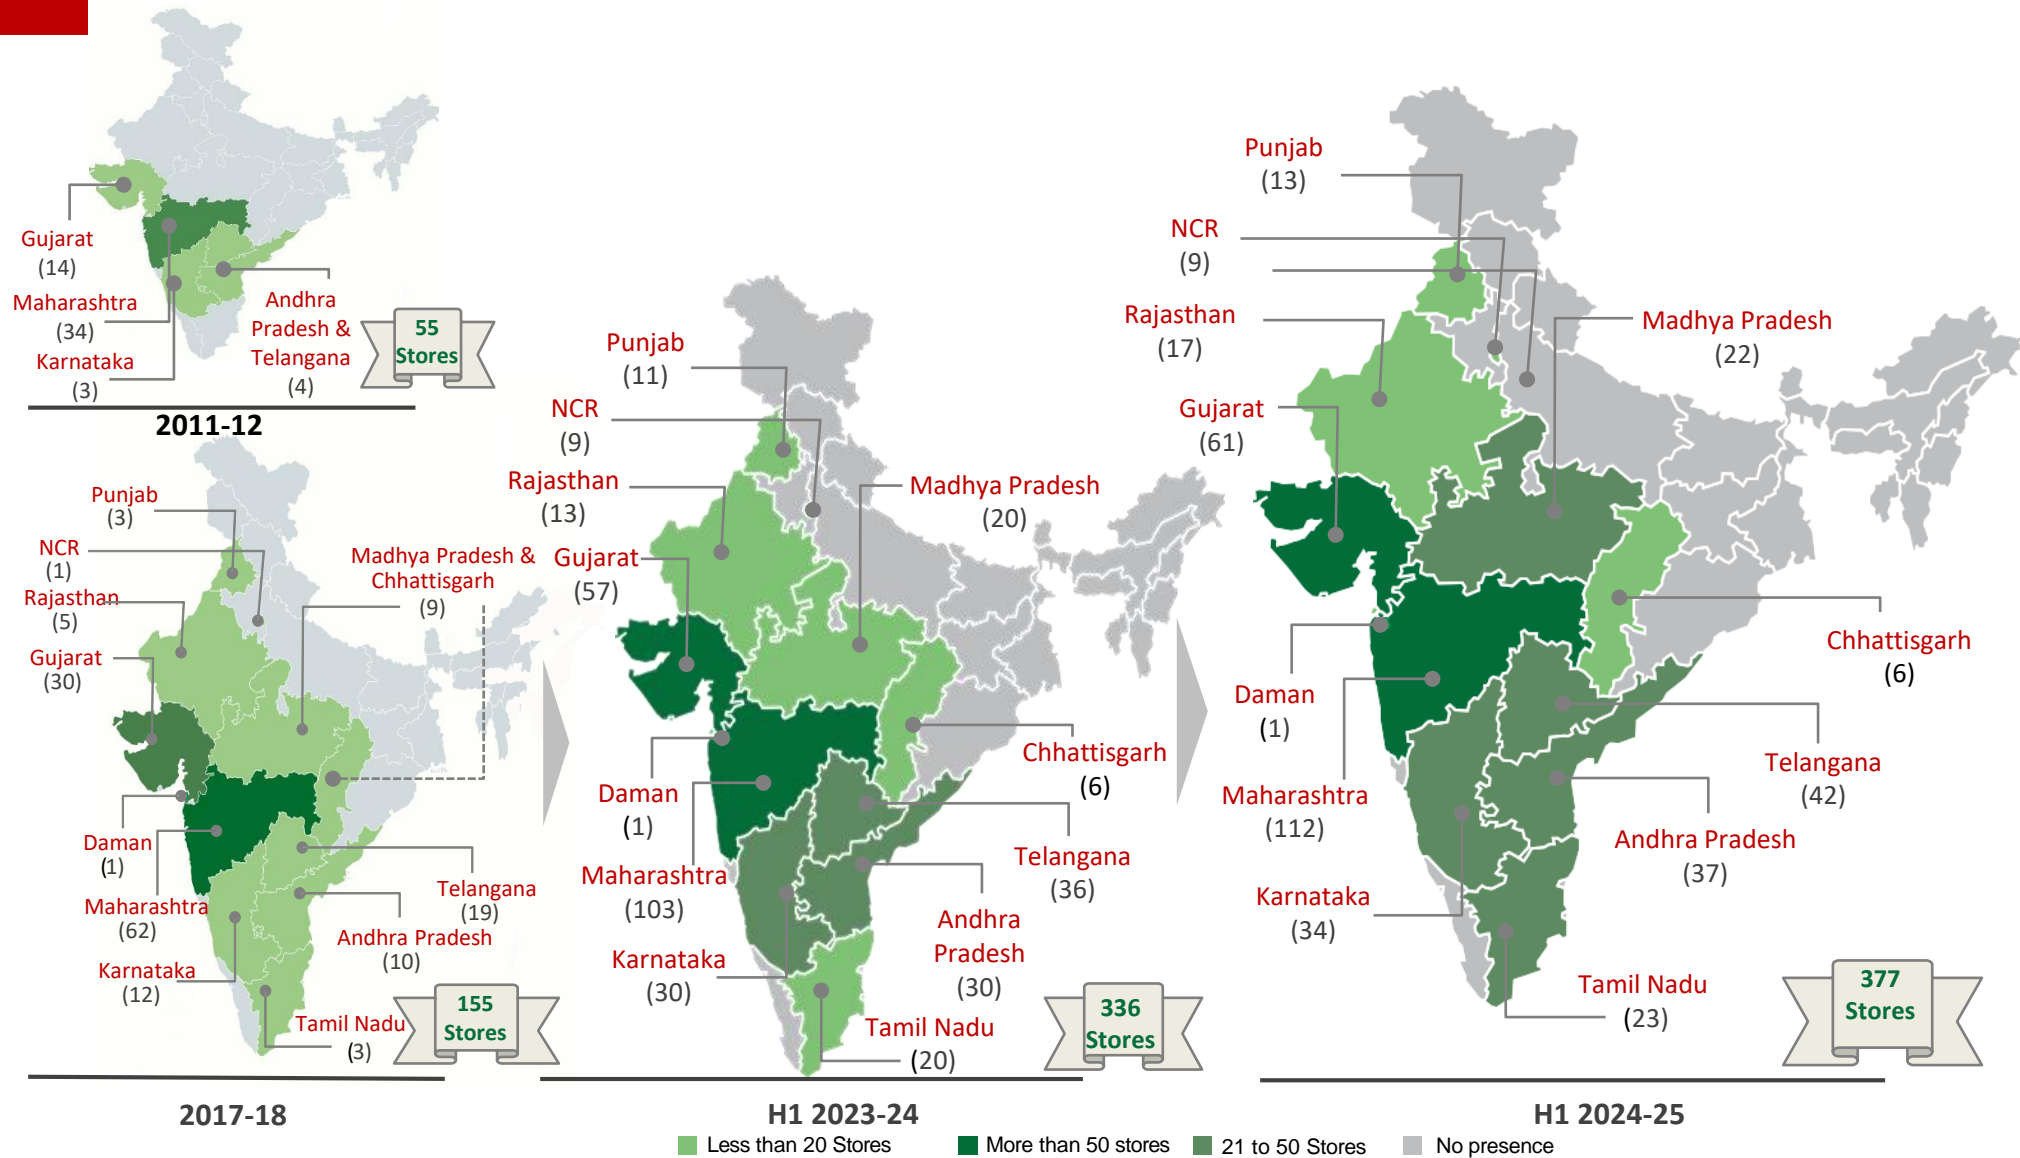 Gujarat
(14)
Maharashtra
(34)
Karnataka
(3)
Andhra
Pradesh &
Telangana
(4)
55
Stores
2011-12
Punjab
(3)
NCR
(1)
Rajasthan
(5)
Gujarat
(30)
Madhya Pradesh &
Chhattisgarh
(9)
Daman
(1)
Maharashtra
(62)
Karnataka
(12)
Telangana
(19)
Andhra Pradesh
(10)
Tamil Nadu
(3)
155
Stores
2017-18
Punjab
(11)
NCR
(9)
Rajasthan
(13)
Gujarat
(57)
Madhya Pradesh
(20)
Chhattisgarh
(6)
Daman
(1)
Maharashtra
(103)
Karnataka
(30)
Telangana
(36)
Andhra
Pradesh
(30)
Tamil Nadu
(20)
336
Stores
H1 2023-24
Punjab
(13)
NCR
(9)
Rajasthan
(17)
Gujarat
(61)
Madhya Pradesh
(22)
Chhattisgarh
(6)
Daman
(1)
Maharashtra
(112)
Karnataka
(34)
Telangana
(42)
Andhra Pradesh
(37)
Tamil Nadu
(23)
377
Stores
H1 2024-25
Less than 20 Stores
More than 50 stores
21 to 50 Stores
No presence